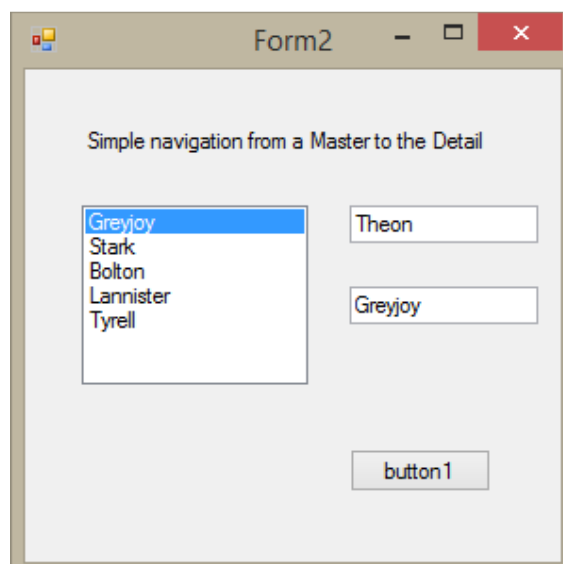 Form2
Simple navigation from a Master to the Detail
Greyjoy
Stark
Bolton
Lannister
Tyrell
Theon
Greyjoy
button1